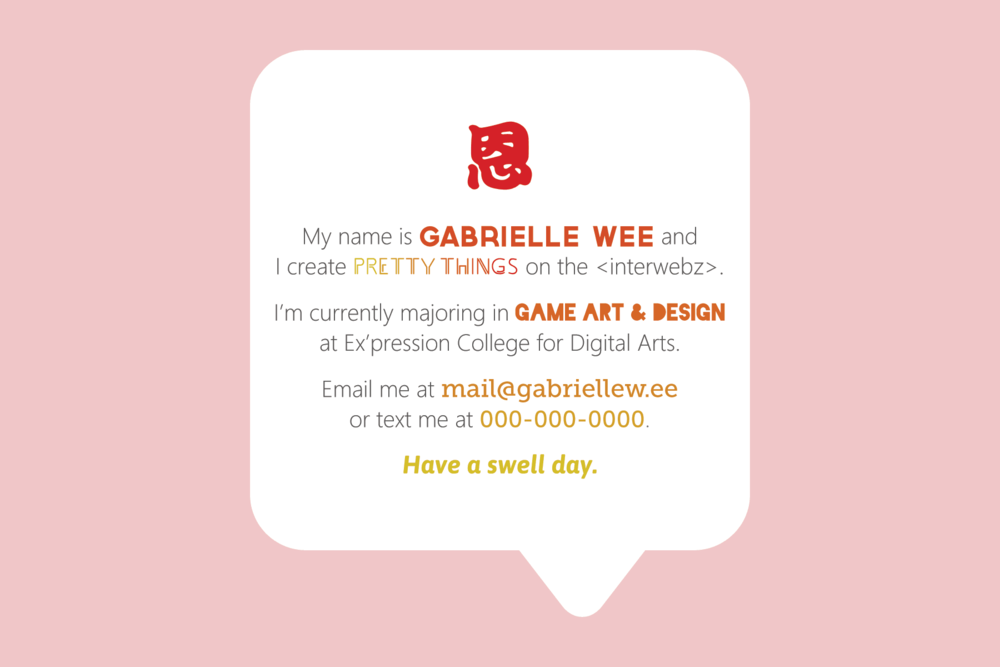 恩
My name is GABRIELLE WEE and
I create PRETTY THINGS on the <interwebz>.
I’m currently majoring in GAME ART & DESIGN
at Ex’pression College for Digital Arts.
Email me at mail@gabriellew.ee
or text me at 000-000-0000.
Have a swell day.